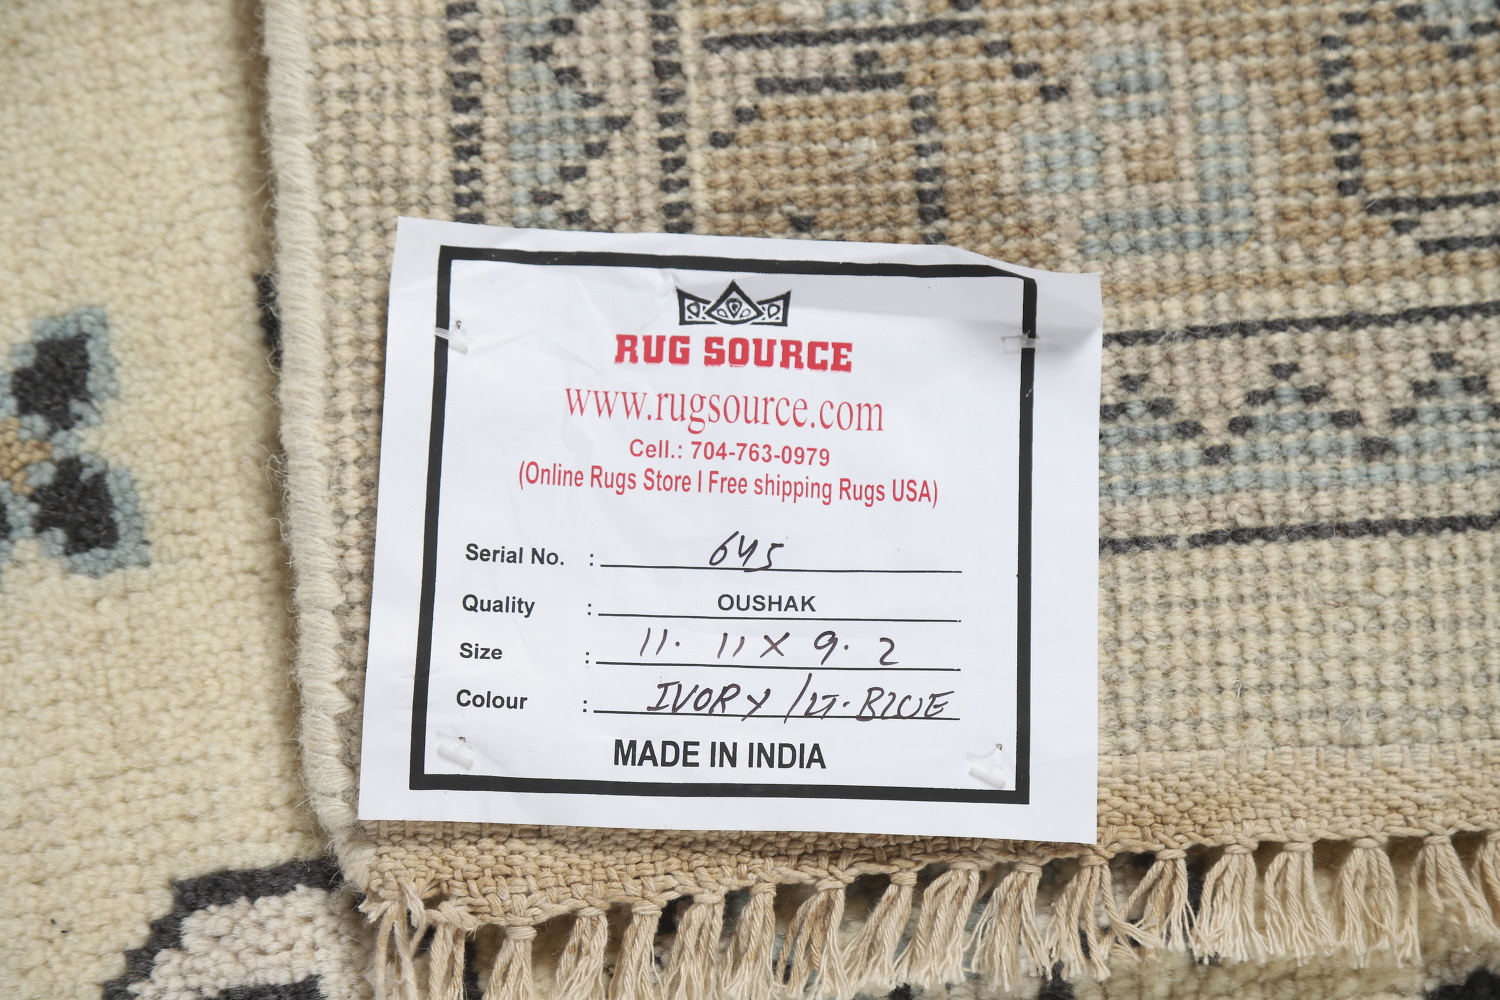 RUG SOURCE
www.rugsource.com
Cell.: 704-763-0979
(Online Rugs Store I Free shipping Rugs USA)
Serial No. : 645
Quality : OUSHAK
Size : 11. 11 X 9. 2
Colour : IVORY / LT. BLUE
MADE IN INDIA